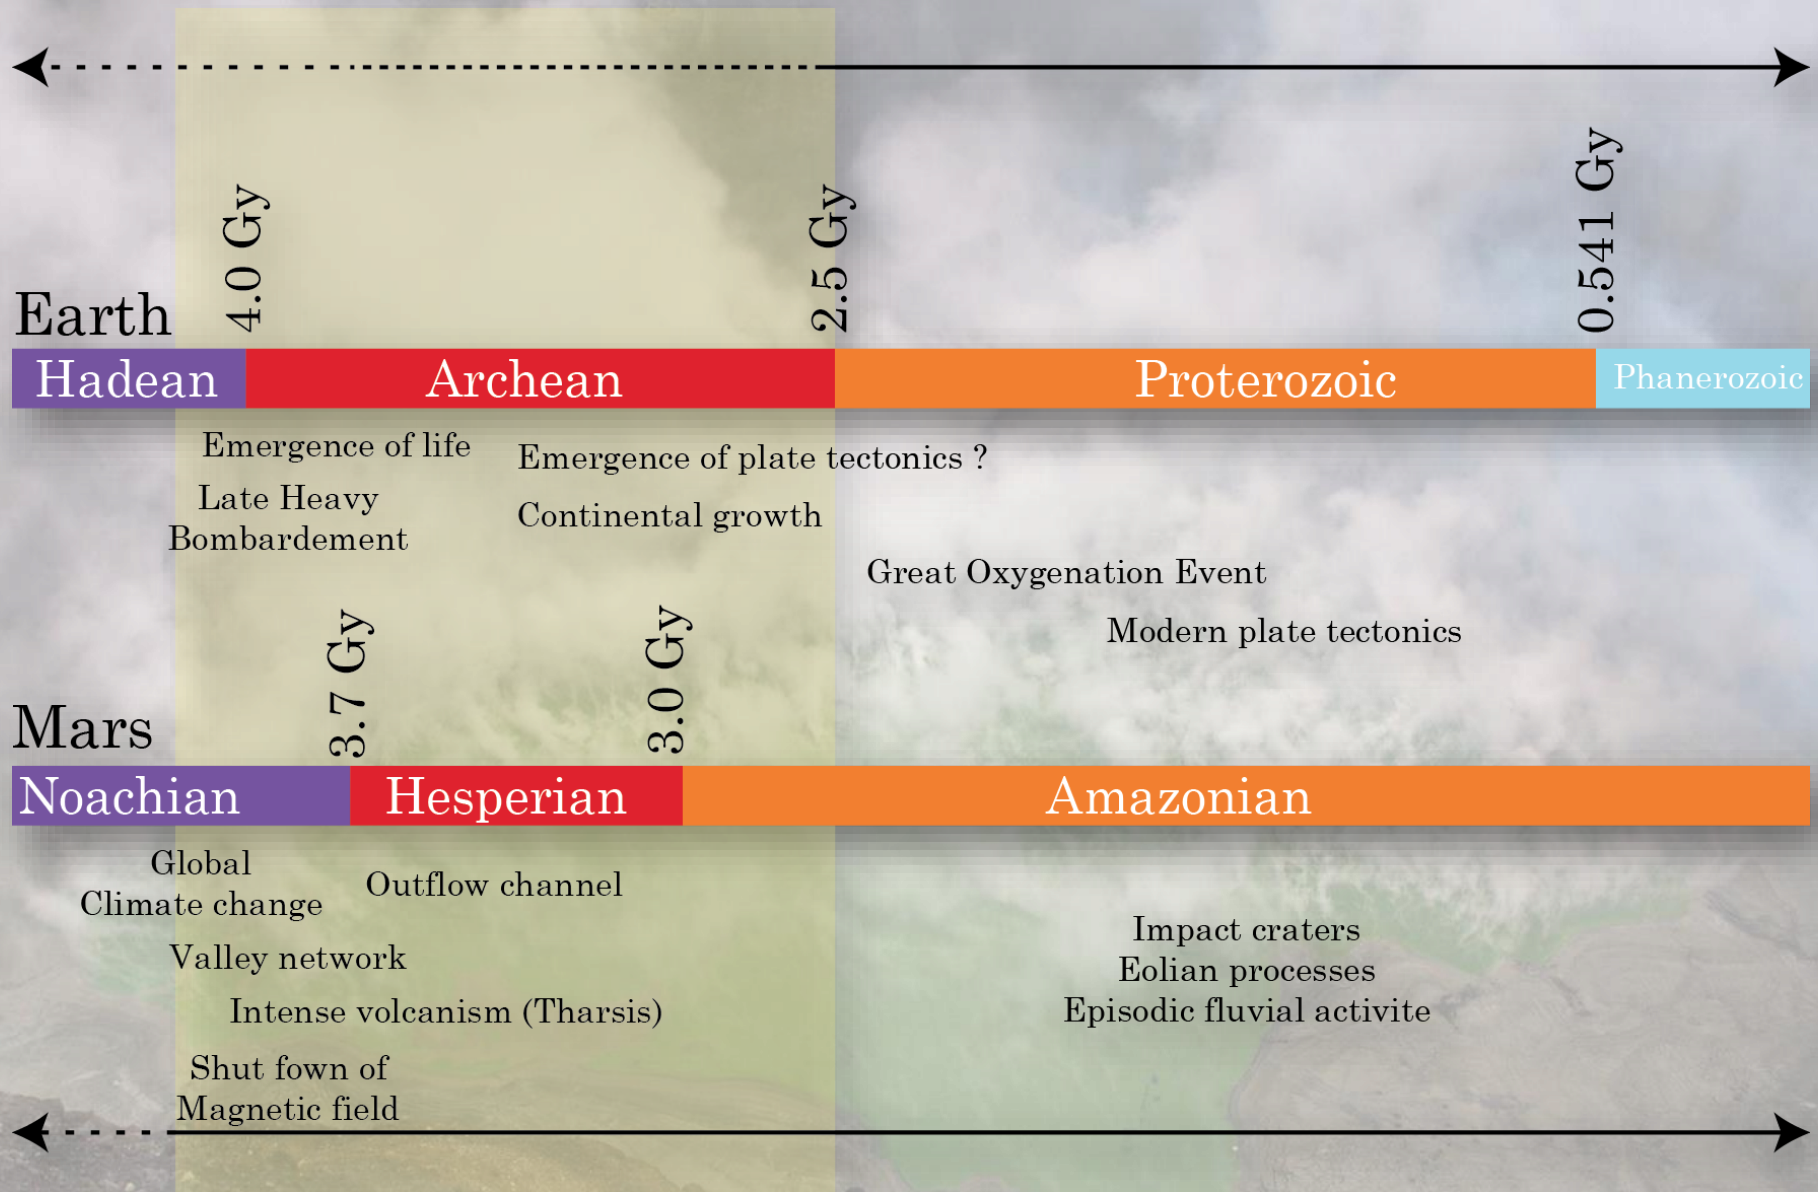 4.0 Gy
2.5 Gy
0.541 Gy
Earth
Hadean
Archean
Proterozoic
Phanerozoic
Emergence of life
Emergence of plate tectonics ?
Late Heavy
Bombardement
Continental growth
Great Oxygenation Event
Modern plate tectonics
3.7 Gy
3.0 Gy
Mars
Noachian
Hesperian
Amazonian
Global
Climate change
Outflow channel
Valley network
Intense volcanism (Tharsis)
Shut fown of
Magnetic field
Impact craters
Eolian processes
Episodic fluvial activite